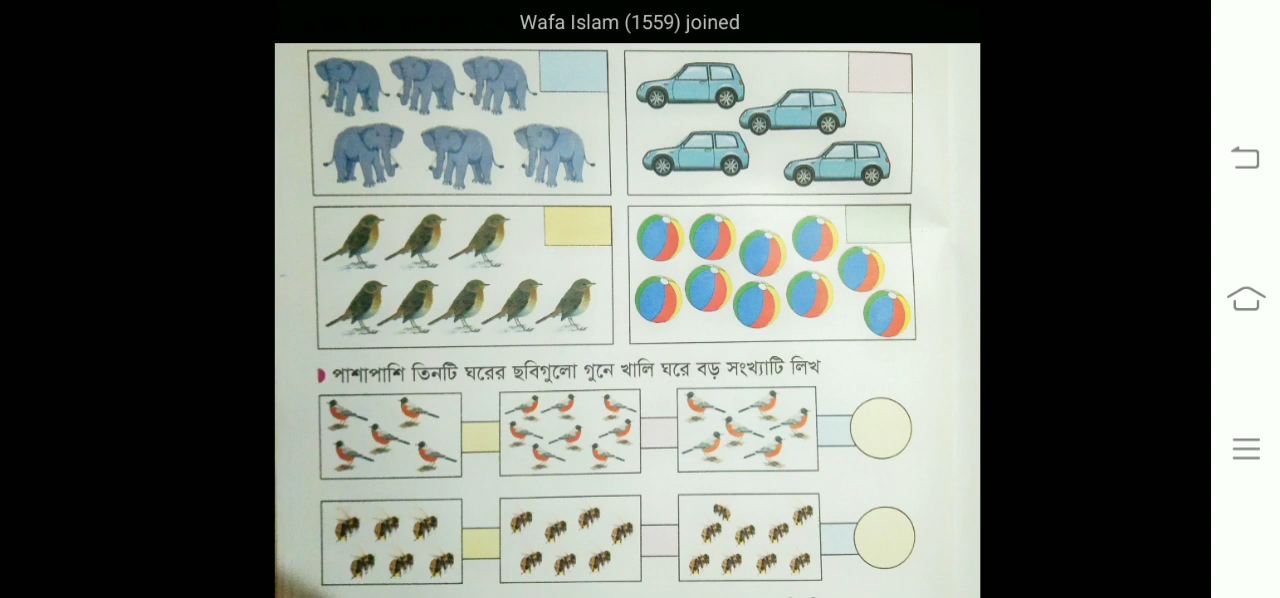 Wafa Islam (1559) joined
পাশাপাশি তিনটি ঘরের ছবিগুলো গুনে খালি ঘরে বড় সংখ্যাটি লিখ